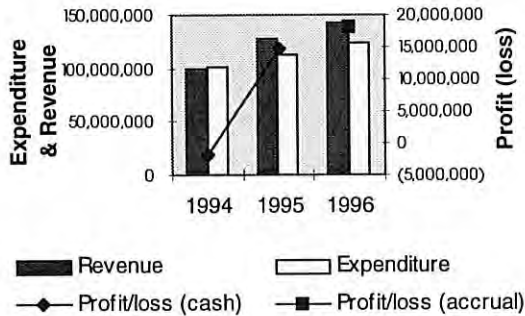 Expenditure & Revenue
150,000,000
100,000,000
50,000,000
0
20,000,000
15,000,000
10,000,000
5,000,000
0
(5,000,000)
Profit (loss)
1994 1995 1996
Revenue Expenditure
Profit/loss (cash) Profit/loss (accrual)